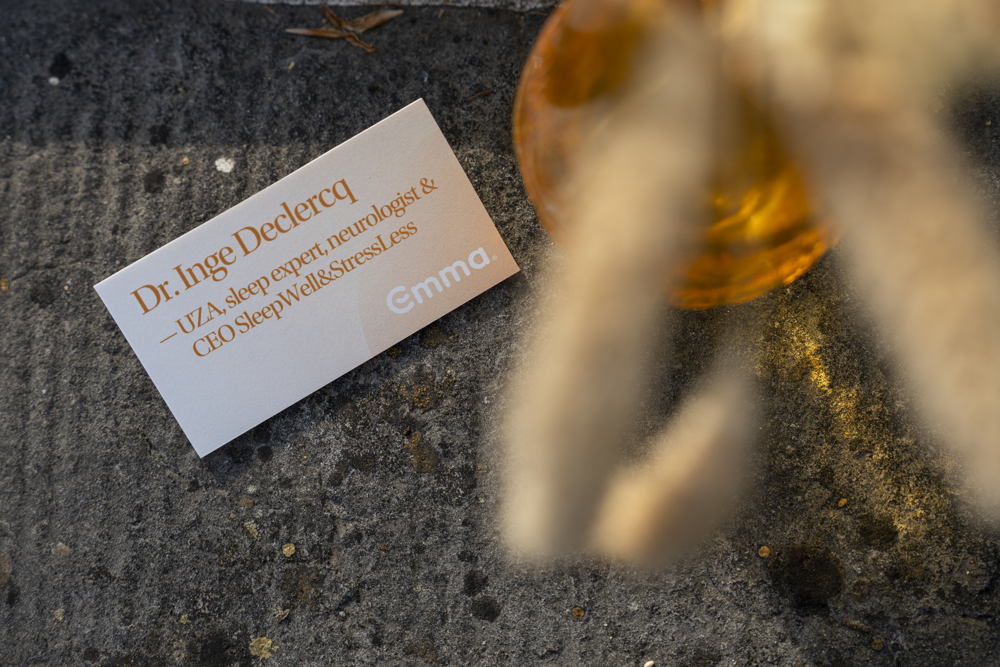 Dr. Inge Declercq
— UZA, sleep expert, neurologist &
CEO SleepWell&StressLess
emma.